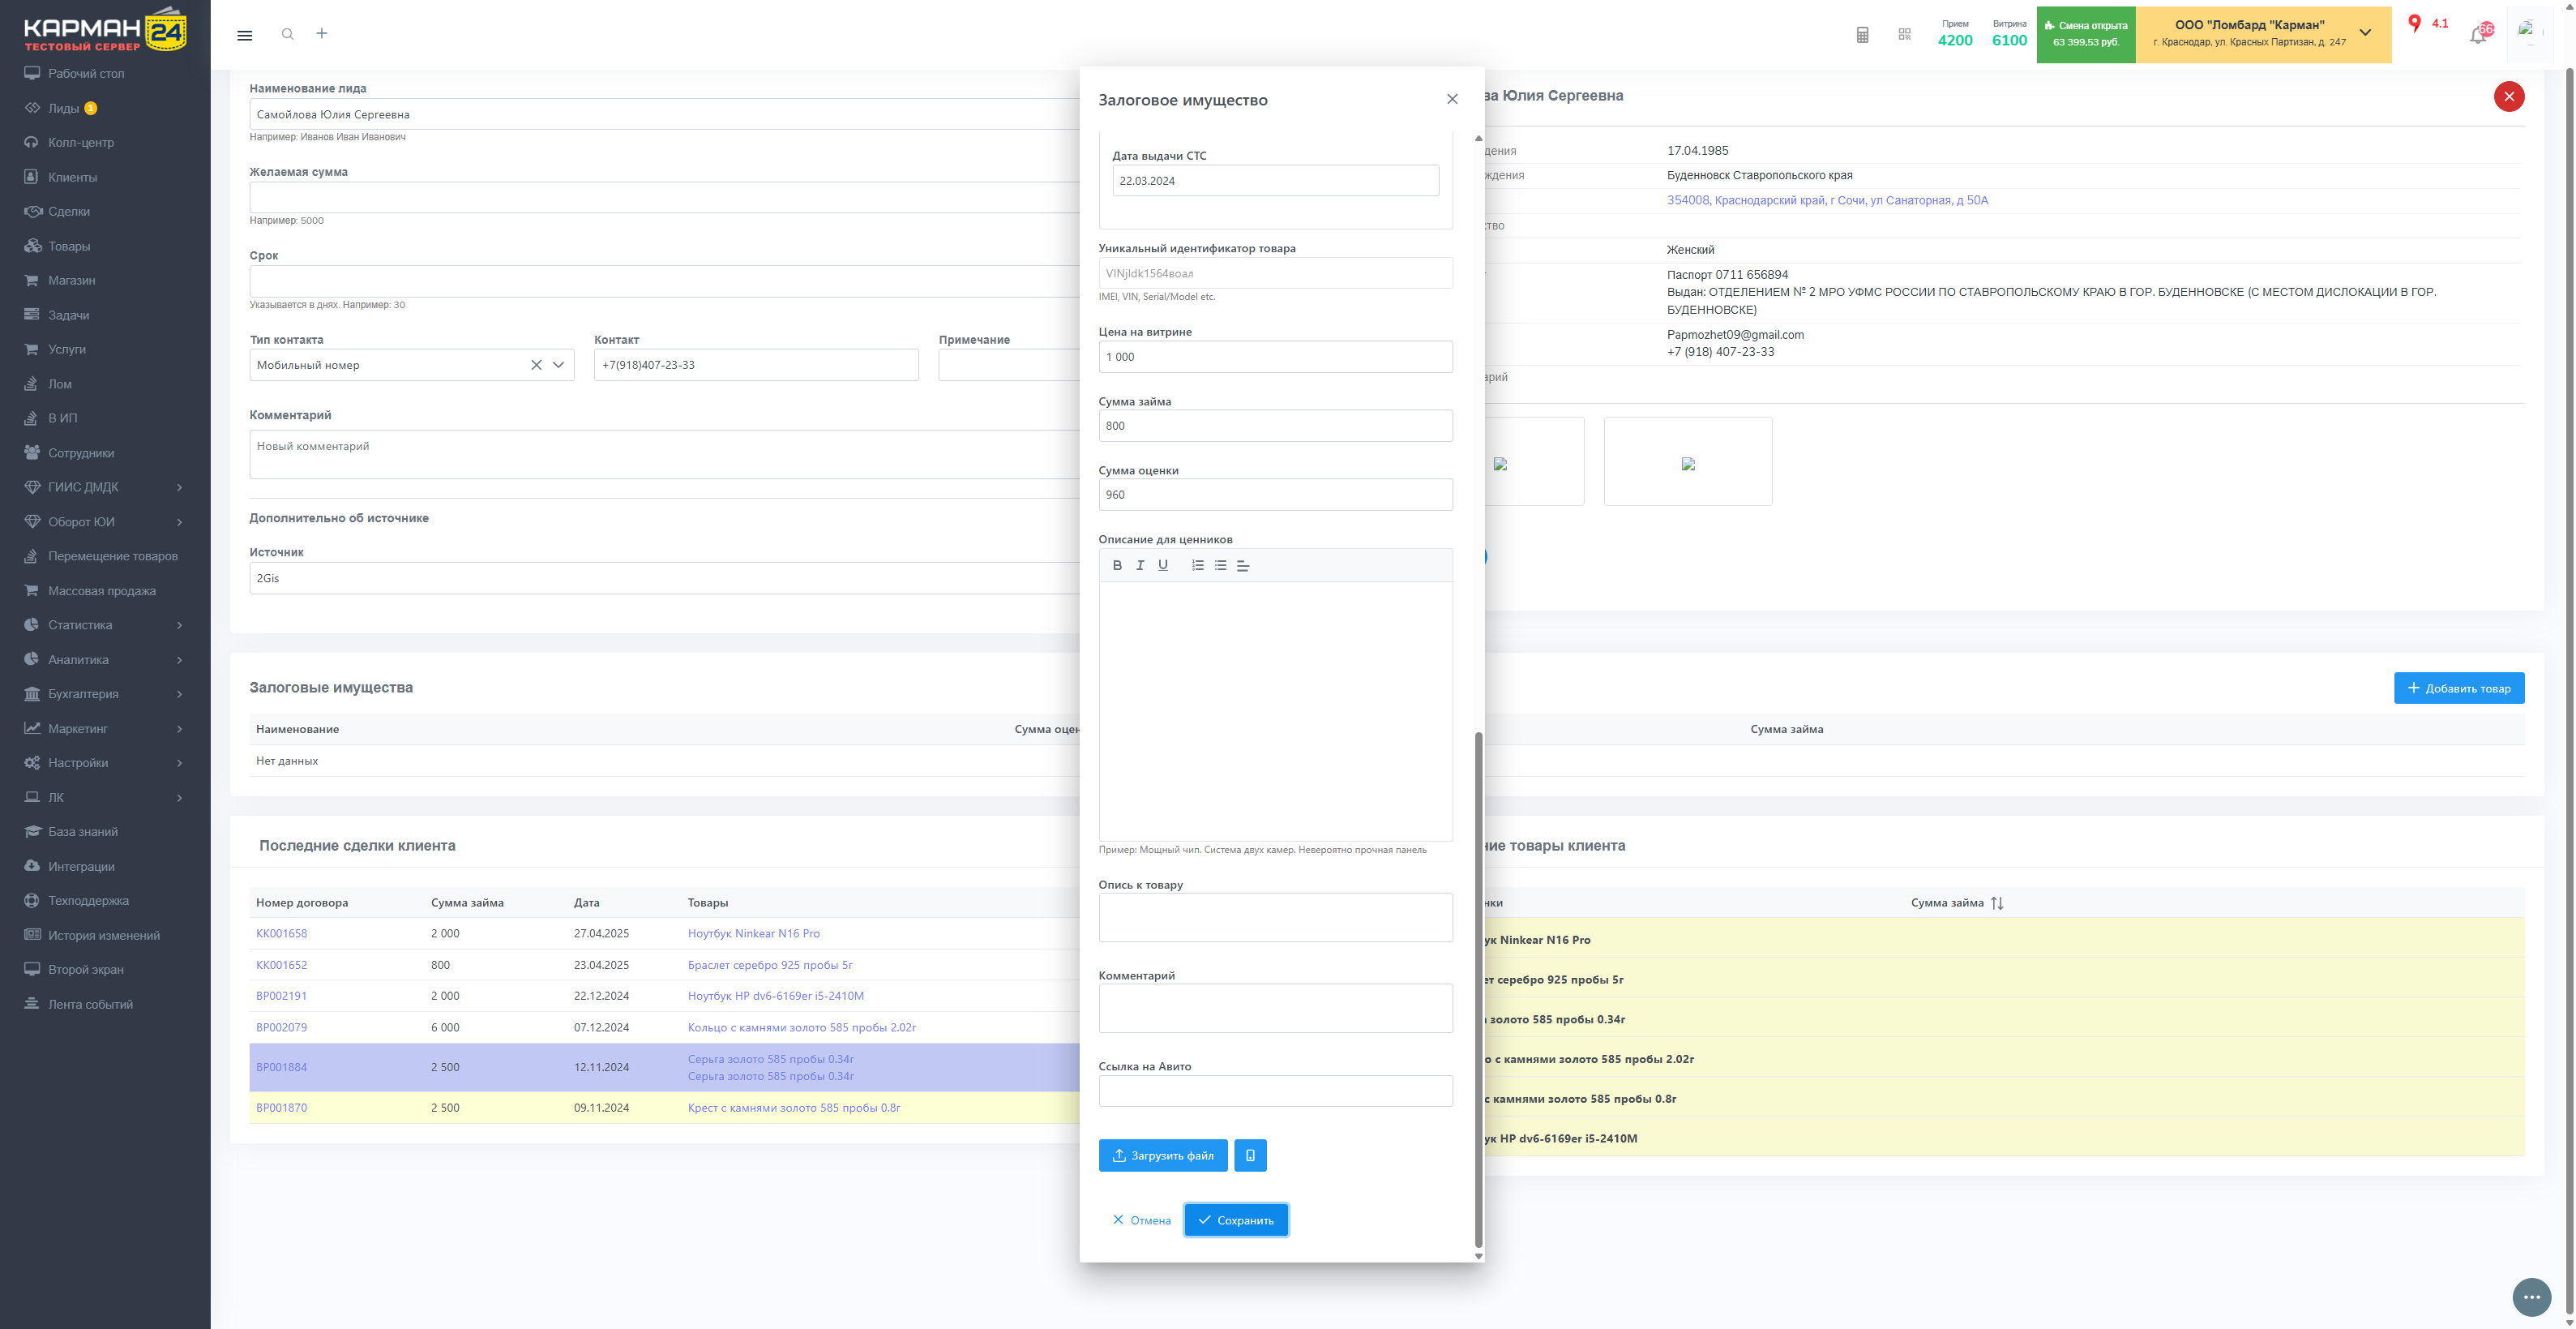 КАРМАН 24
ТЕСТОВЫЙ СЕРВЕР
Рабочий стол
Лиды 1
Колл-центр
Клиенты
Сделки
Товары
Магазин
Задачи
Услуги
Лом
В ИП
Сотрудники
ГИИС ДМДК
Оборот ЮИ
Перемещение товаров
Массовая продажа
Статистика
Аналитика
Бухгалтерия
Маркетинг
Настройки
ЛК
База знаний
Интеграции
Техподдержка
История изменений
Второй экран
Лента событий
Прием
4200
Витрина
6100
Смена открыта
63 399,53 руб.
ООО "Ломбард "Карман"
г. Краснодар, ул. Красных Партизан, д. 247
4.1
66
Наименование лида
Самойлова Юлия Сергеевна
Например: Иванов Иван Иванович
Желаемая сумма
Например: 5000
Срок
Указывается в днях. Например: 30
Тип контакта
Мобильный номер
Контакт
+7(918)407-23-33
Примечание
Комментарий
Новый комментарий
Дополнительно об источнике
Источник
2Gis
Залоговое имущество
Дата выдачи СТС
22.03.2024
Уникальный идентификатор товара
VINjldk1564воал
IMEI, VIN, Serial/Model etc.
Цена на витрине
1 000
Сумма займа
800
Сумма оценки
960
Описание для ценников
B I U
Пример: Мощный чип. Система двух камер. Невероятно прочная панель
Опись к товару
Комментарий
Ссылка на Авито
Загрузить файл
Отмена
Сохранить
ва Юлия Сергеевна
дения
17.04.1985
ждения
Буденновск Ставропольского края
354008, Краснодарский край, г Сочи, ул Санаторная, д 50А
ство
Женский
Паспорт 0711 656894
Выдан: ОТДЕЛЕНИЕМ № 2 МРО УФМС РОССИИ ПО СТАВРОПОЛЬСКОМУ КРАЮ В ГОР. БУДЕННОВСКЕ (С МЕСТОМ ДИСЛОКАЦИИ В ГОР.
БУДЕННОВСКЕ)
Papmozhet09@gmail.com
+7 (918) 407-23-33
арий
Залоговые имущества
Добавить товар
Наименование
Сумма оцен
Сумма займа
Нет данных
Последние сделки клиента
Номер договора Сумма займа Дата Товары
КК001658 2 000 27.04.2025 Ноутбук Ninkear N16 Pro
КК001652 800 23.04.2025 Браслет серебро 925 пробы 5г
ВР002191 2 000 22.12.2024 Ноутбук HP dv6-6169er i5-2410M
ВР002079 6 000 07.12.2024 Кольцо с камнями золото 585 пробы 2.02г
ВР001884 2 500 12.11.2024 Серьга золото 585 пробы 0.34г
Серьга золото 585 пробы 0.34г
ВР001870 2 500 09.11.2024 Крест с камнями золото 585 пробы 0.8г
ние товары клиента
нки
Сумма займа
ук Ninkear N16 Pro
ет серебро 925 пробы 5г
а золото 585 пробы 0.34г
о с камнями золото 585 пробы 2.02г
с камнями золото 585 пробы 0.8г
ук HP dv6-6169er i5-2410M